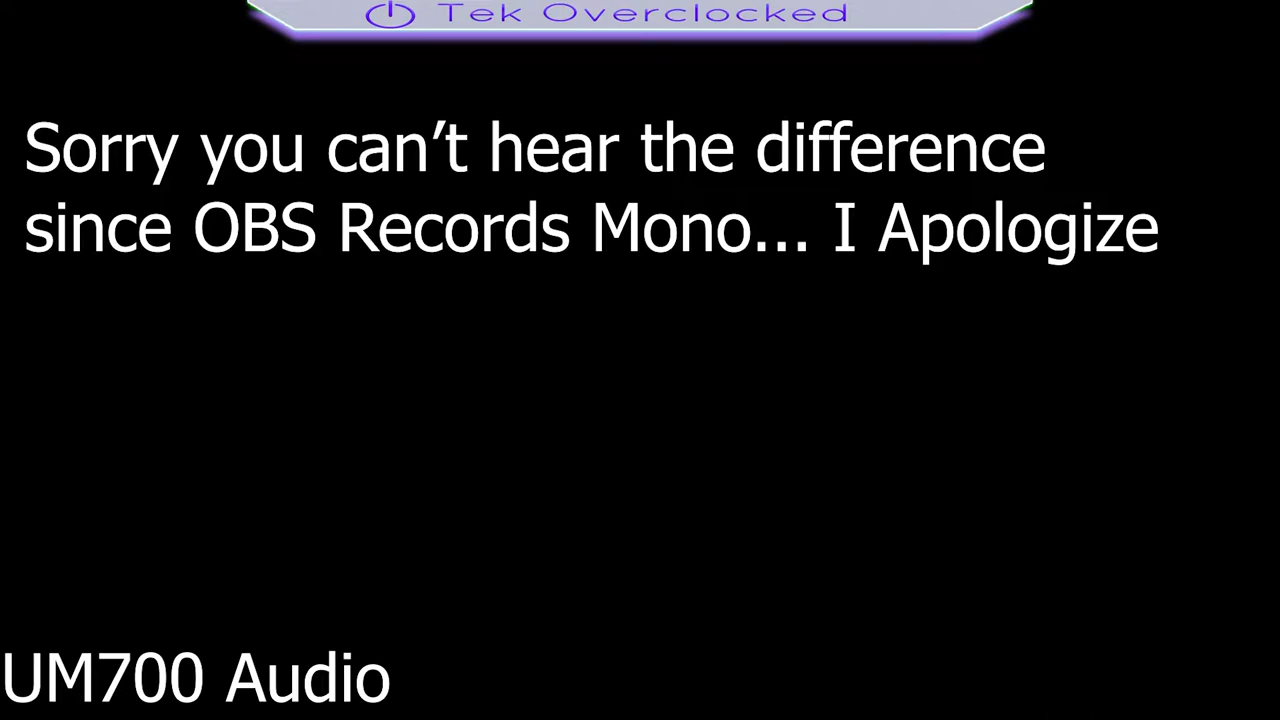 Tek Overclocked
Sorry you can’t hear the difference
since OBS Records Mono... I Apologize
UM700 Audio